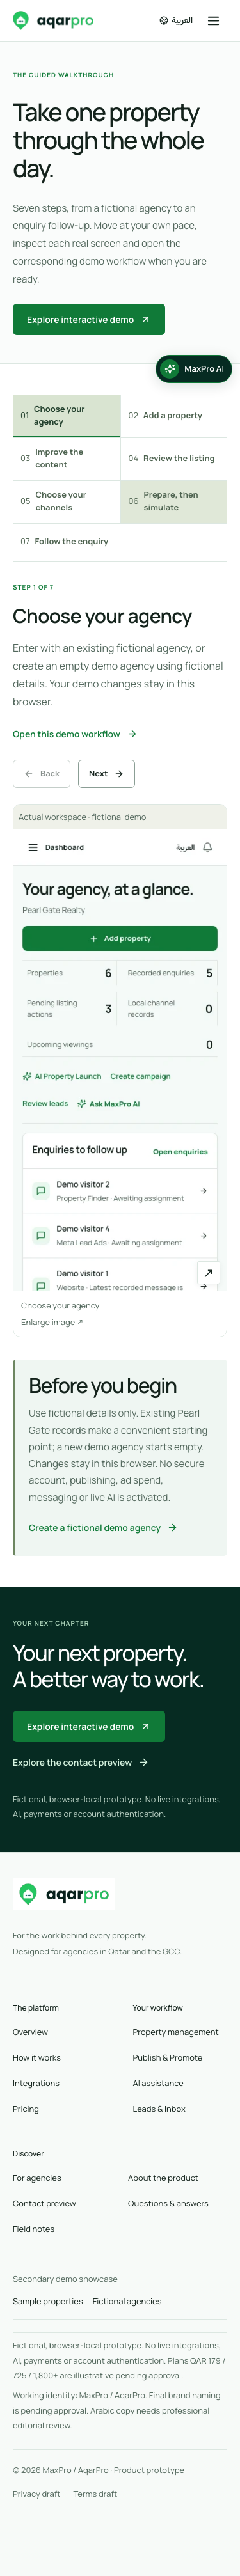 aqarpro
العربية
THE GUIDED WALKTHROUGH
Take one property
through the whole
day.
Seven steps, from a fictional agency to an
enquiry follow-up. Move at your own pace,
inspect each real screen and open the
corresponding demo workflow when you are
ready.
Explore interactive demo
MaxPro AI
01 Choose your
agency
02 Add a property
03 Improve the
content
04 Review the listing
05 Choose your
channels
06 Prepare, then
simulate
07 Follow the enquiry
STEP 1 OF 7
Choose your agency
Enter with an existing fictional agency, or
create an empty demo agency using fictional
details. Your demo changes stay in this
browser.
Open this demo workflow →
← Back
Next →
Actual workspace · fictional demo
Dashboard
العربية
Your agency, at a glance.
Pearl Gate Realty
+ Add property
Properties 6
Recorded enquiries 5
Pending listing
actions 3
Local channel
records 0
Upcoming viewings 0
AI Property Launch
Create campaign
Review leads
Ask MaxPro AI
Enquiries to follow up
Open enquiries
Demo visitor 2
Property Finder · Awaiting assignment
Demo visitor 4
Meta Lead Ads · Awaiting assignment
Demo visitor 1
Website · Latest recorded message is
Choose your agency
Enlarge image ↗
Before you begin
Use fictional details only. Existing Pearl
Gate records make a convenient starting
point; a new demo agency starts empty.
Changes stay in this browser. No secure
account, publishing, ad spend,
messaging or live AI is activated.
Create a fictional demo agency →
YOUR NEXT CHAPTER
Your next property.
A better way to work.
Explore interactive demo
Explore the contact preview →
Fictional, browser-local prototype. No live integrations,
AI, payments or account authentication.
aqarpro
For the work behind every property.
Designed for agencies in Qatar and the GCC.
The platform
Overview
How it works
Integrations
Pricing
Your workflow
Property management
Publish & Promote
AI assistance
Leads & Inbox
Discover
For agencies
About the product
Contact preview
Questions & answers
Field notes
Secondary demo showcase
Sample properties
Fictional agencies
Fictional, browser-local prototype. No live integrations,
AI, payments or account authentication. Plans QAR 179 /
725 / 1,800+ are illustrative pending approval.
Working identity: MaxPro / AqarPro. Final brand naming
is pending approval. Arabic copy needs professional
editorial review.
© 2026 MaxPro / AqarPro · Product prototype
Privacy draft
Terms draft